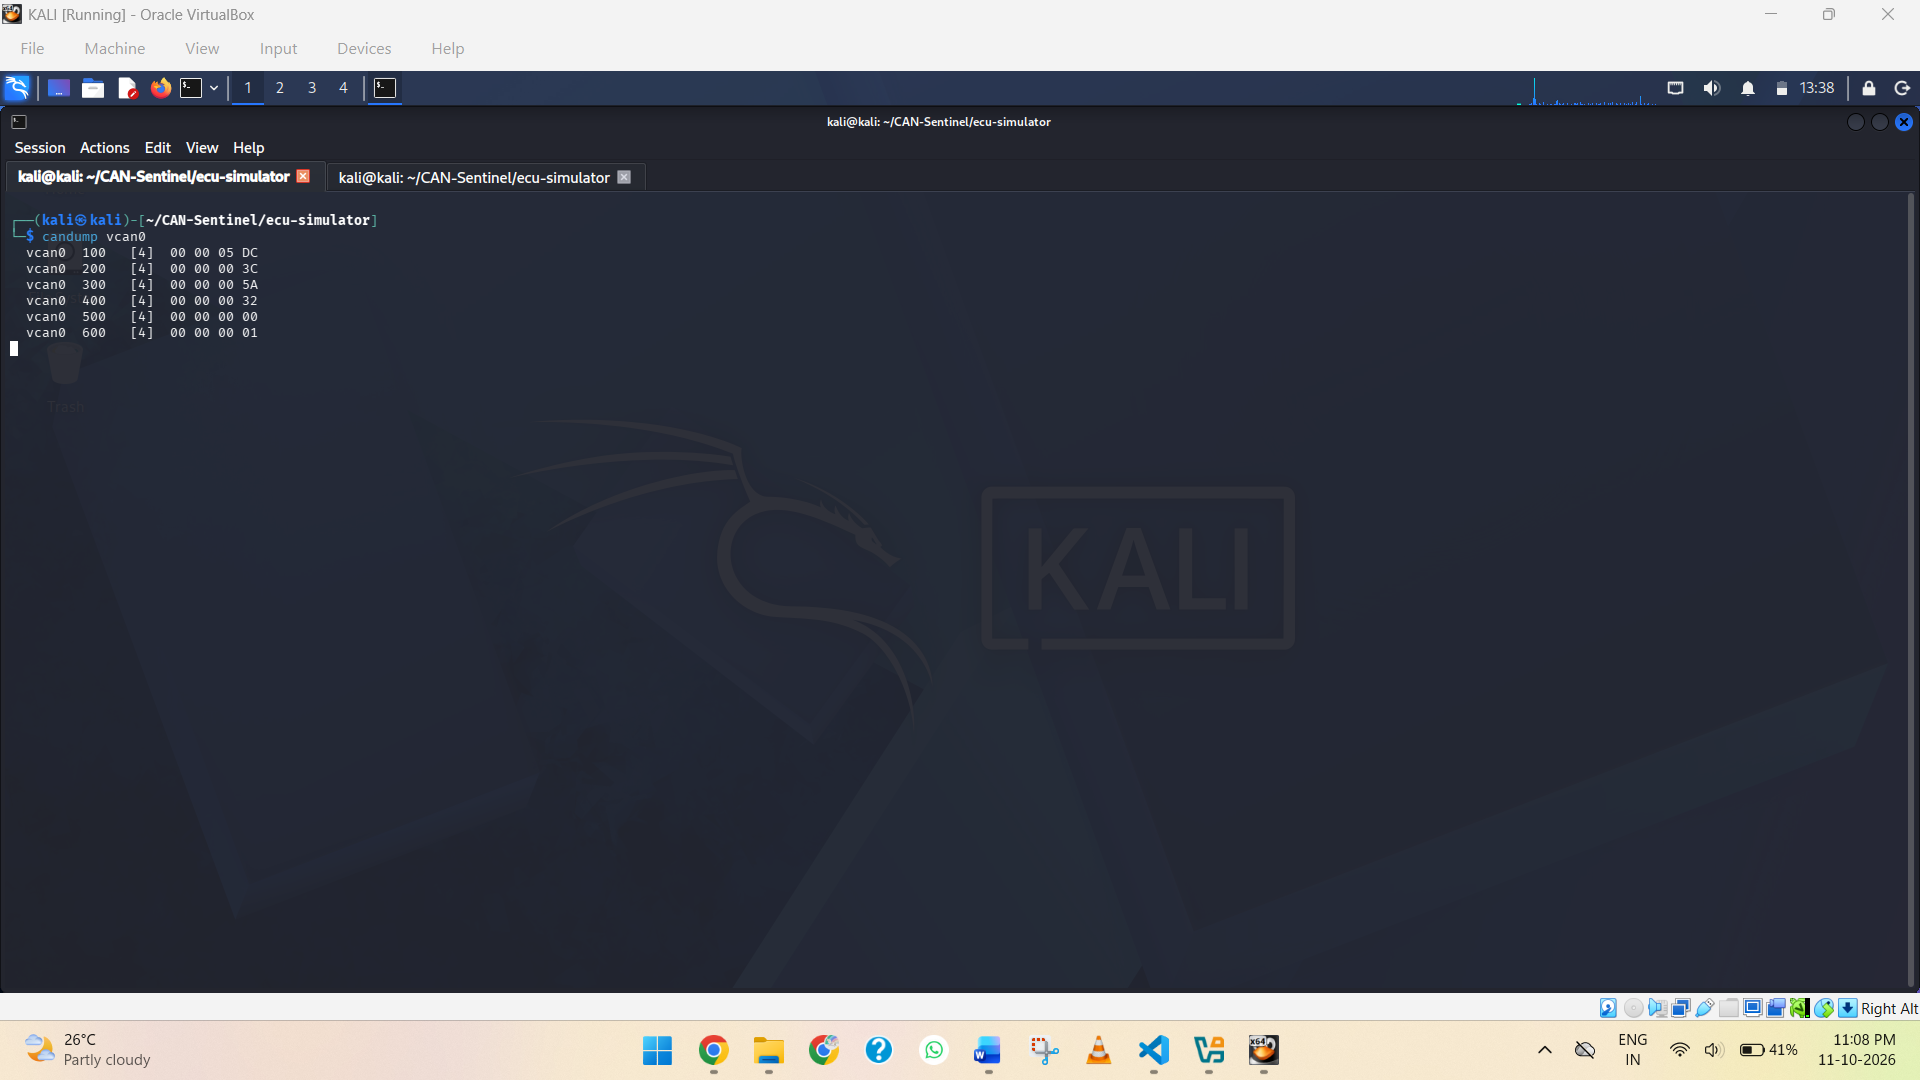 KALI [Running] - Oracle VirtualBox
File Machine View Input Devices Help
1 2 3 4 13:38
kali@kali: ~/CAN-Sentinel/ecu-simulator
Session Actions Edit View Help
kali@kali: ~/CAN-Sentinel/ecu-simulator kali@kali: ~/CAN-Sentinel/ecu-simulator
┌──(kali㉿kali)-[~/CAN-Sentinel/ecu-simulator]
└─$ candump vcan0
vcan0 100 [4] 00 00 05 DC
vcan0 200 [4] 00 00 00 3C
vcan0 300 [4] 00 00 00 5A
vcan0 400 [4] 00 00 00 32
vcan0 500 [4] 00 00 00 00
vcan0 600 [4] 00 00 00 01
Trash
KALI
Right Alt
26°C
Partly cloudy
ENG
IN
41%
11:08 PM
11-10-2026